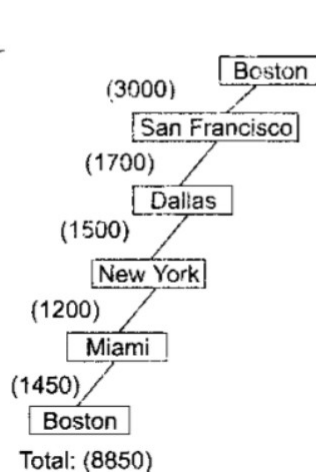 Boston
(3000)
San Francisco
(1700)
Dallas
(1500)
New York
(1200)
Miami
(1450)
Boston
Total: (8850)